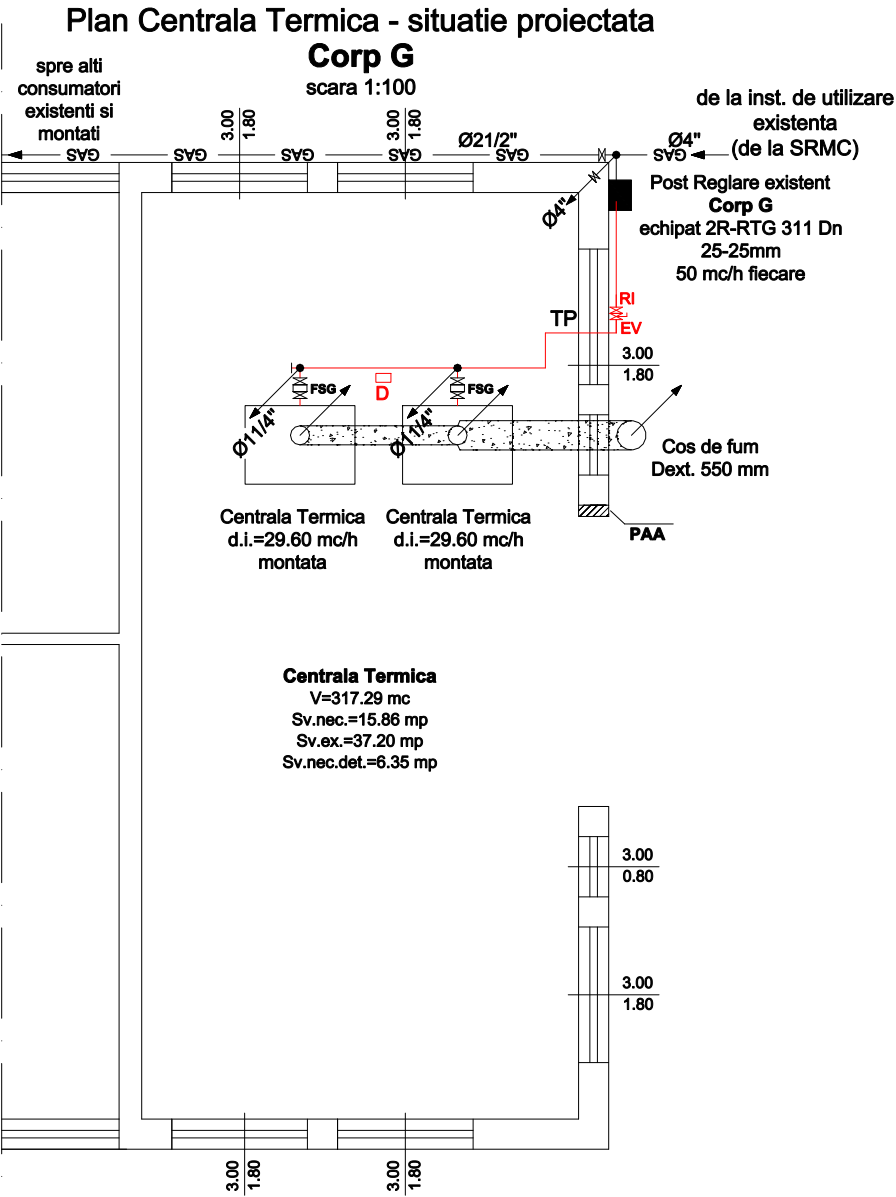 Plan Centrala Termica - situatie proiectata
Corp G
scara 1:100
spre alti
consumatori
existenti si
montati
3.00
1.80
3.00
1.80
Ø21/2"
Ø4"
de la inst. de utilizare
existenta
(de la SRMC)
GAS
GAS
GAS
GAS
GAS
GAS
Post Reglare existent
Corp G
echipat 2R-RTG 311 Dn
25-25mm
50 mc/h fiecare
Ø4"
RI
EV
TP
3.00
1.80
FSG
D
FSG
Ø11/4"
Ø11/4"
Cos de fum
Dext. 550 mm
PAA
Centrala Termica
d.i.=29.60 mc/h
montata
Centrala Termica
d.i.=29.60 mc/h
montata
Centrala Termica
V=317.29 mc
Sv.nec.=15.86 mp
Sv.ex.=37.20 mp
Sv.nec.det.=6.35 mp
3.00
0.80
3.00
1.80
3.00
1.80
3.00
1.80